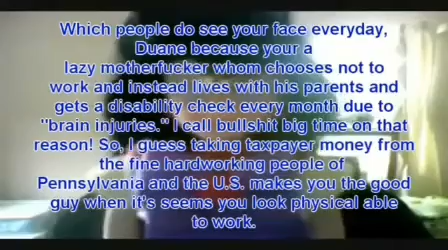 Which people do see your face everyday,
Duane because your a
lazy motherfucker whom chooses not to
work and instead lives with his parents and
gets a disability check every month due to
"brain injuries." I call bullshit big time on that
reason! So, I guess taking taxpayer money from
the fine hardworking people of
Pennsylvania and the U.S. makes you the good
guy when it's seems you look physical able
to work.